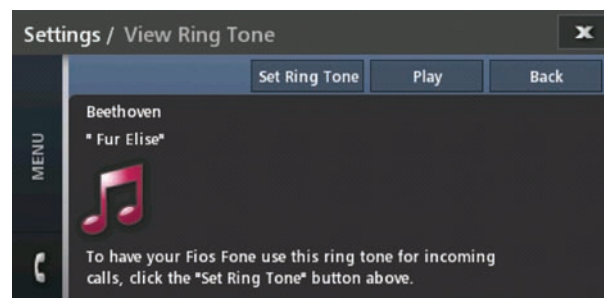 Settings / View Ring Tone
X
Set Ring Tone Play Back
MENU
Beethoven
" Fur Elise"
To have your Fios Fone use this ring tone for incoming
calls, click the "Set Ring Tone" button above.